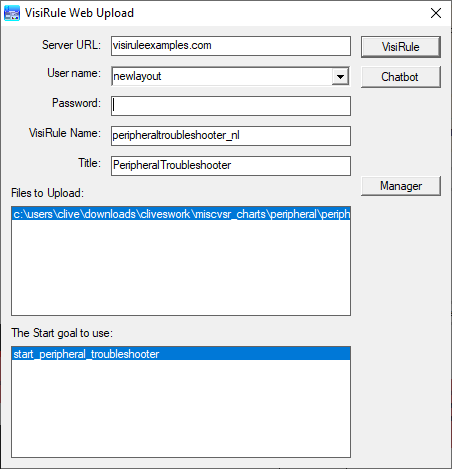 VisiRule Web Upload
Server URL: visiruleexamples.com VisiRule
User name: newlayout Chatbot
Password:
VisiRule Name: peripheraltroubleshooter_nl
Title: PeripheralTroubleshooter
Manager
Files to Upload:
c:\users\clive\downloads\cliveswork\miscvsr_charts\peripheral\periph
The Start goal to use:
start_peripheral_troubleshooter